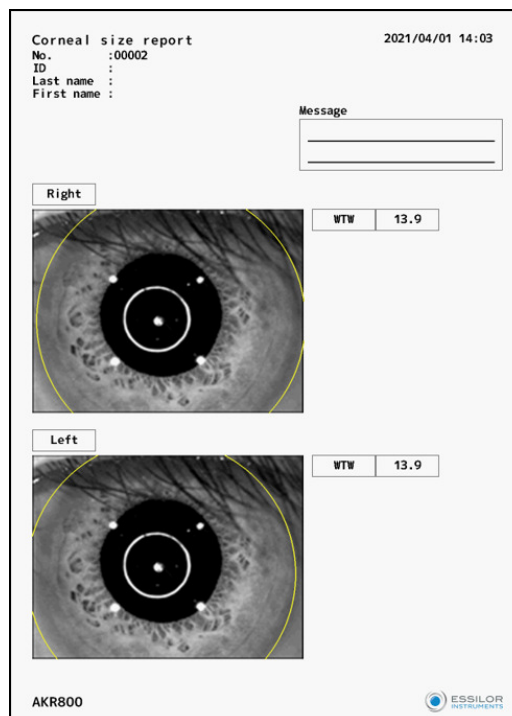 Corneal size report 2021/04/01 14:03
No. :00002
ID :
Last name :
First name :
Message
Right
WTW 13.9
Left
WTW 13.9
AKR800
ESSILOR
INSTRUMENTS